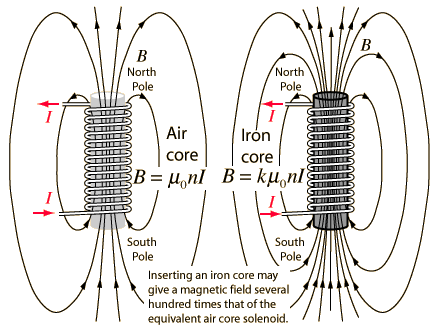 B
North
Pole
I
Air
core
B = μ₀nI
I
South
Pole
B
North
Pole
I
Iron
core
B = kμ₀nI
I
South
Pole
Inserting an iron core may
give a magnetic field several
hundred times that of the
equivalent air core solenoid.